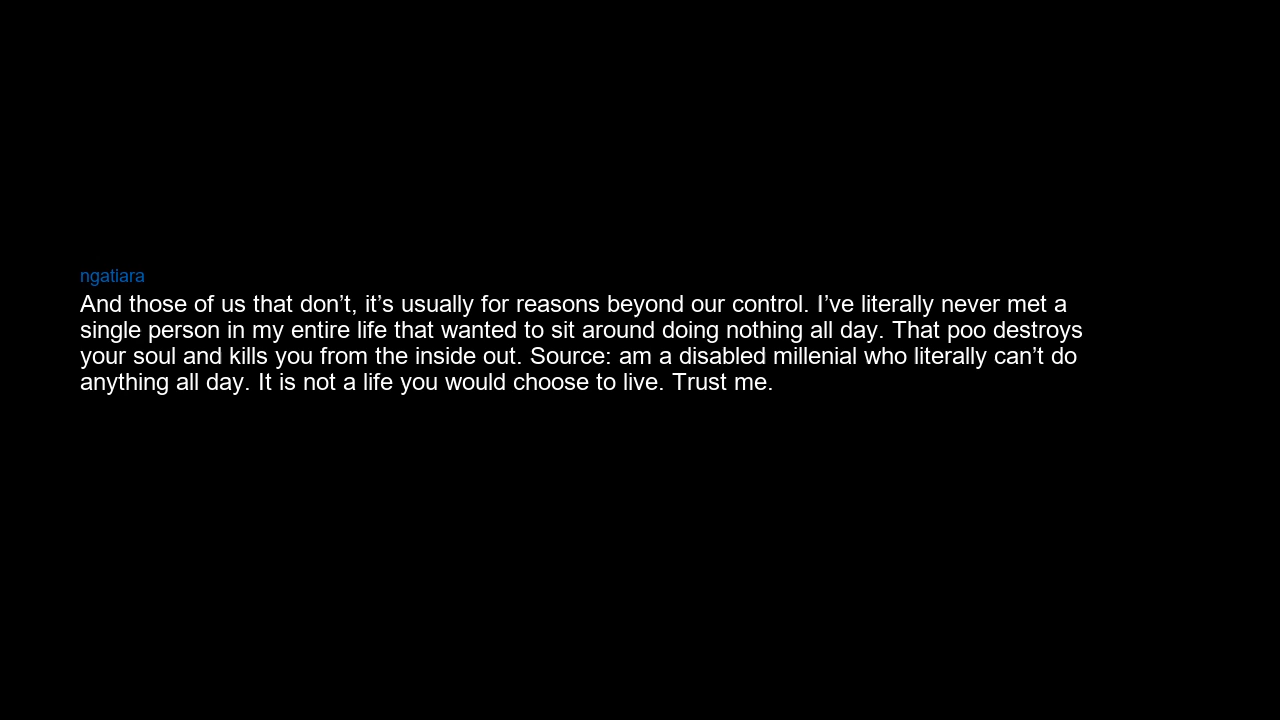 ngatiara
And those of us that don’t, it’s usually for reasons beyond our control. I’ve literally never met a
single person in my entire life that wanted to sit around doing nothing all day. That poo destroys
your soul and kills you from the inside out. Source: am a disabled millenial who literally can’t do
anything all day. It is not a life you would choose to live. Trust me.